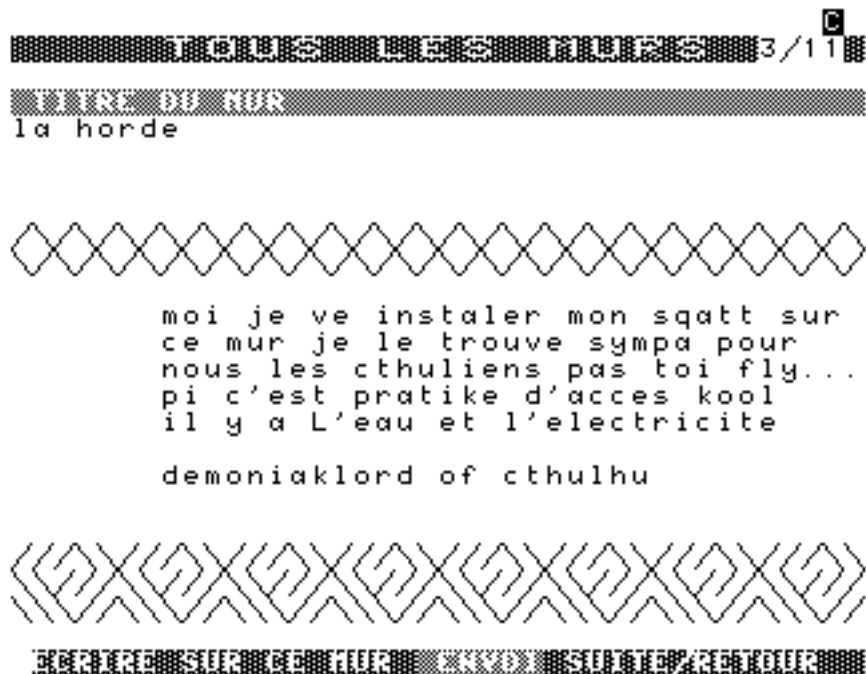 C
TOUS LES MURS 3/11
TITRE DU MUR
la horde
moi je ve instaler mon sqatt sur
ce mur je le trouve sympa pour
nous les cthuliens pas toi fly...
pi c'est pratike d'acces kool
il y a L'eau et l'electricite
demoniaklord of cthulhu
ECRIRE SUR CE MUR ENVOI SUITE/RETOUR